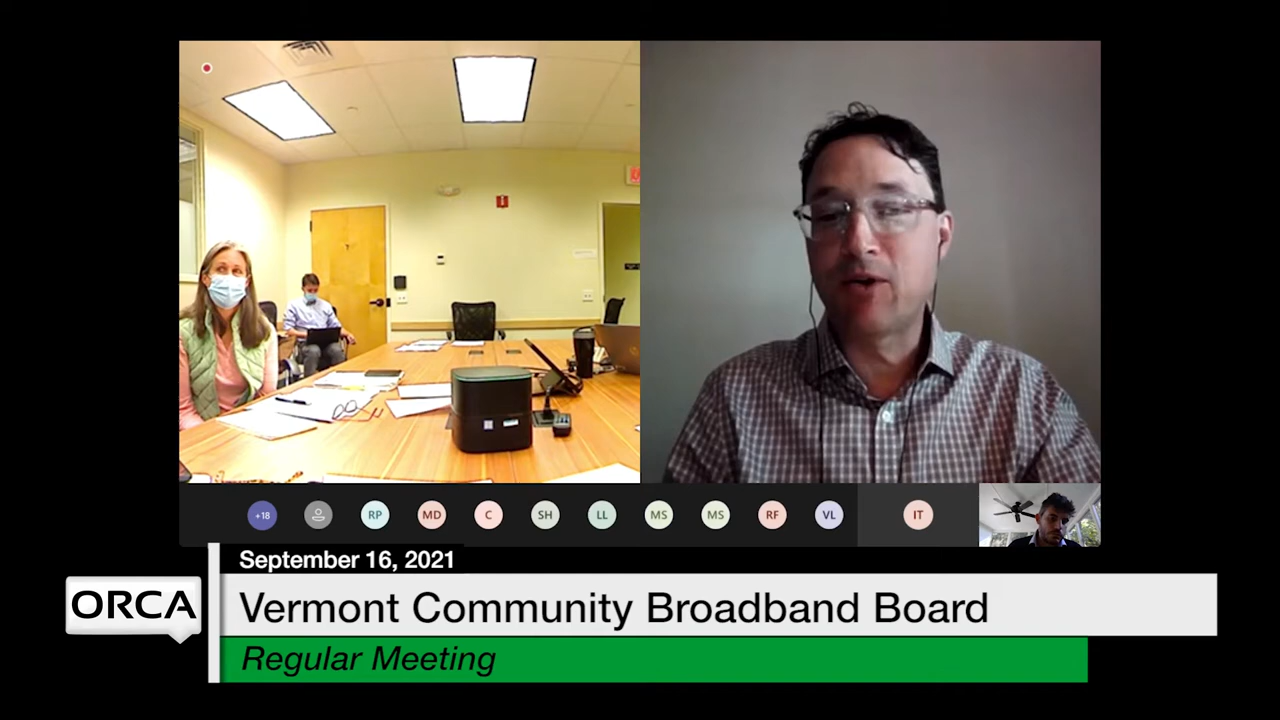 +18
RP
MD
C
SH
LL
MS
MS
RF
VL
IT
September 16, 2021
ORCA
Vermont Community Broadband Board
Regular Meeting